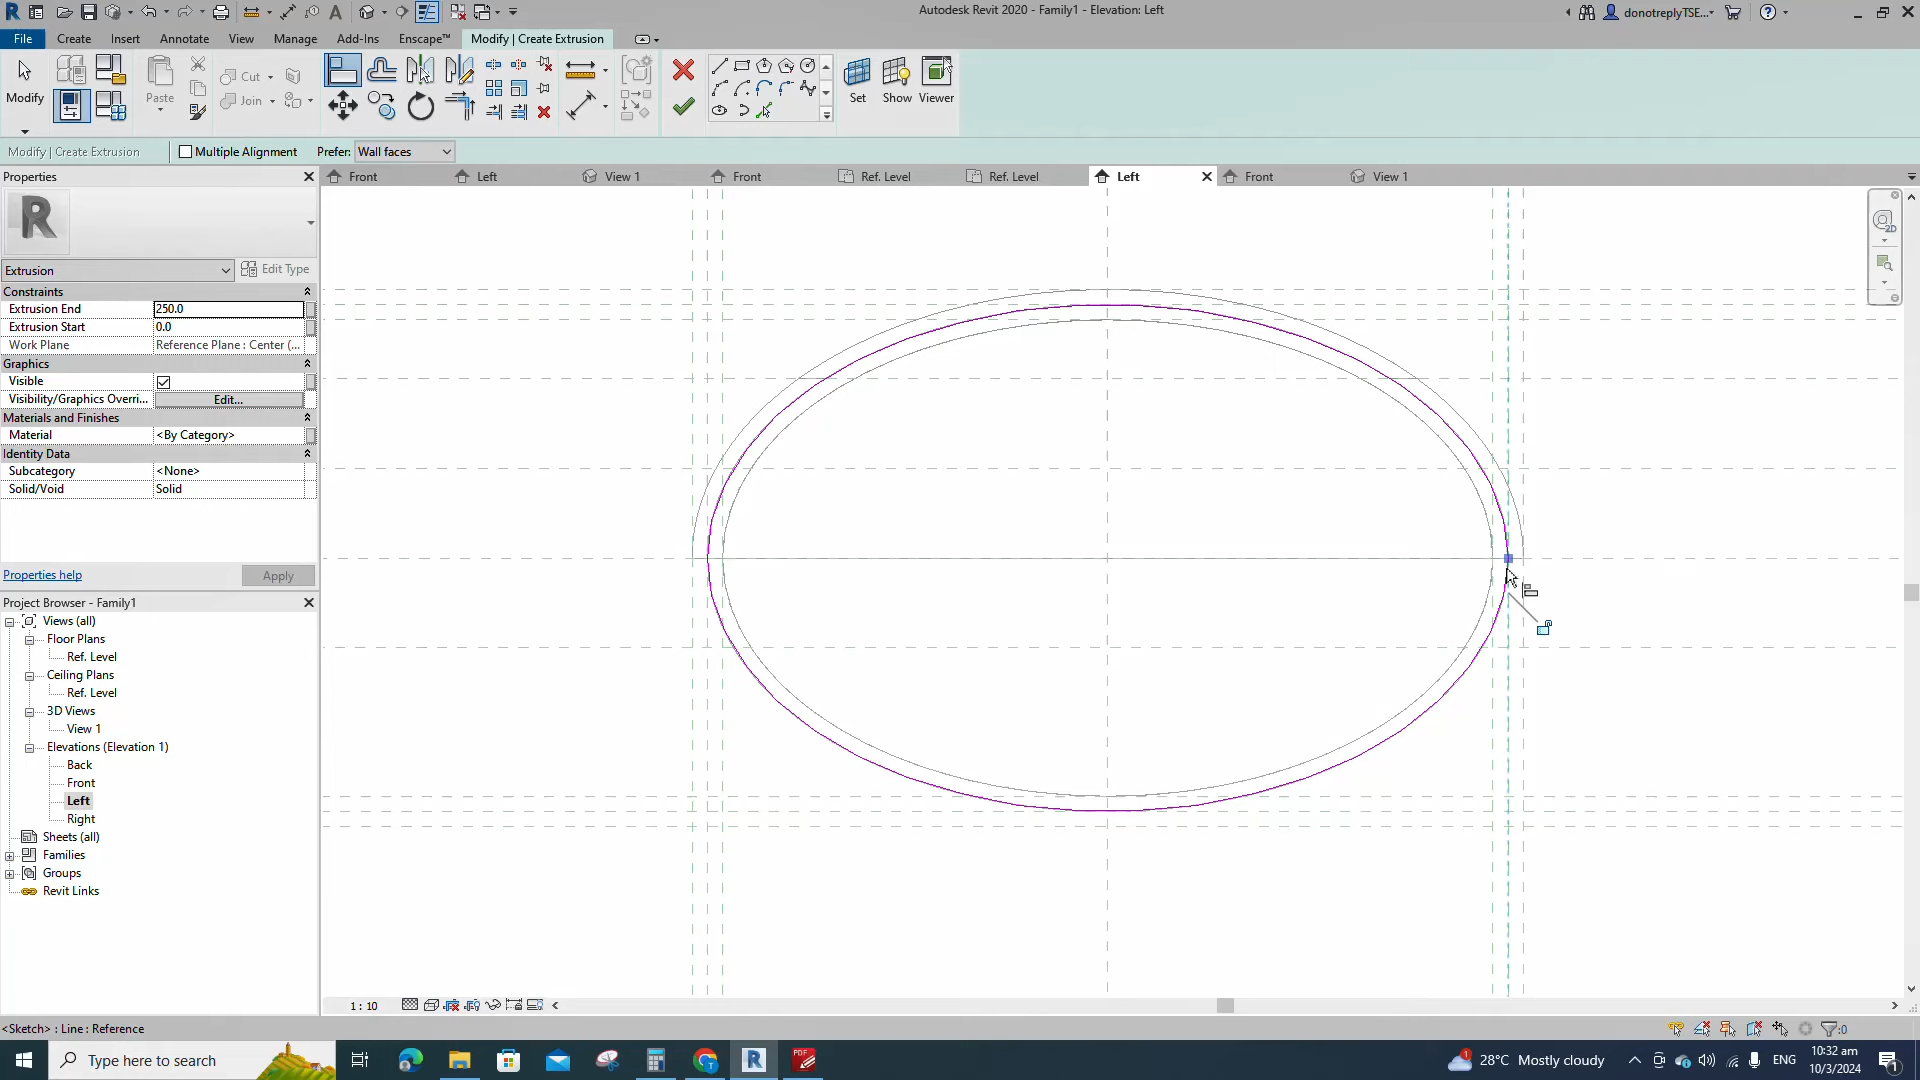 Autodesk Revit 2020 - Family1 - Elevation: Left
donotreplyTSE...
File
Create
Insert
Annotate
View
Manage
Add-Ins
Enscape™
Modify | Create Extrusion
Modify
Paste
Cut
Join
Set
Show
Viewer
Modify | Create Extrusion
Multiple Alignment
Prefer:
Wall faces
Properties
Front
Left
View 1
Front
Ref. Level
Ref. Level
Left
Front
View 1
Extrusion
Edit Type
Constraints
Extrusion End
250.0
Extrusion Start
0.0
Work Plane
Reference Plane : Center (...
Graphics
Visible
Visibility/Graphics Overri...
Edit...
Materials and Finishes
Material
<By Category>
Identity Data
Subcategory
<None>
Solid/Void
Solid
Properties help
Apply
Project Browser - Family1
Views (all)
Floor Plans
Ref. Level
Ceiling Plans
Ref. Level
3D Views
View 1
Elevations (Elevation 1)
Back
Front
Left
Right
Sheets (all)
Families
Groups
Revit Links
1 : 10
<Sketch> : Line : Reference
:0
Type here to search
28°C Mostly cloudy
ENG
10:32 am
10/3/2024